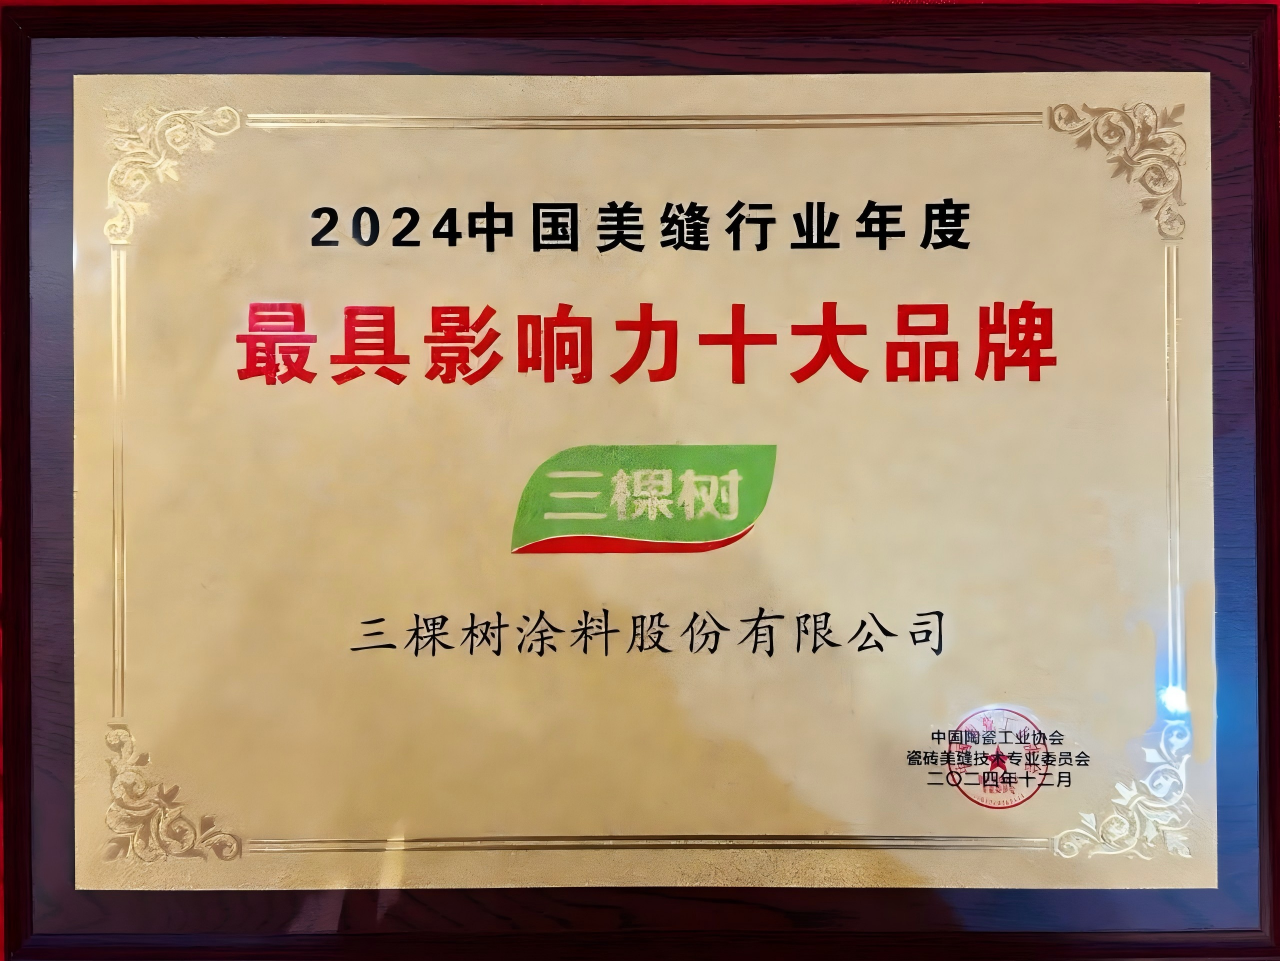 2024中国美缝行业年度
最具影响力十大品牌
三棵树
三棵树涂料股份有限公司
中国陶瓷工业协会
瓷砖美缝技术专业委员会
二〇二四年十二月